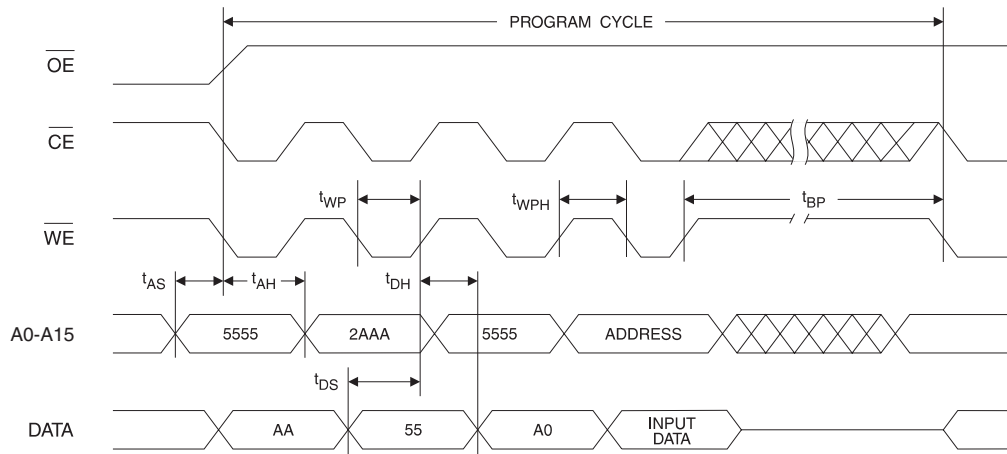 PROGRAM CYCLE
OE
CE
tWP
tWPH
tBP
WE
tAS
tAH
tDH
A0-A15
5555
2AAA
5555
ADDRESS
tDS
DATA
AA
55
A0
INPUT
DATA